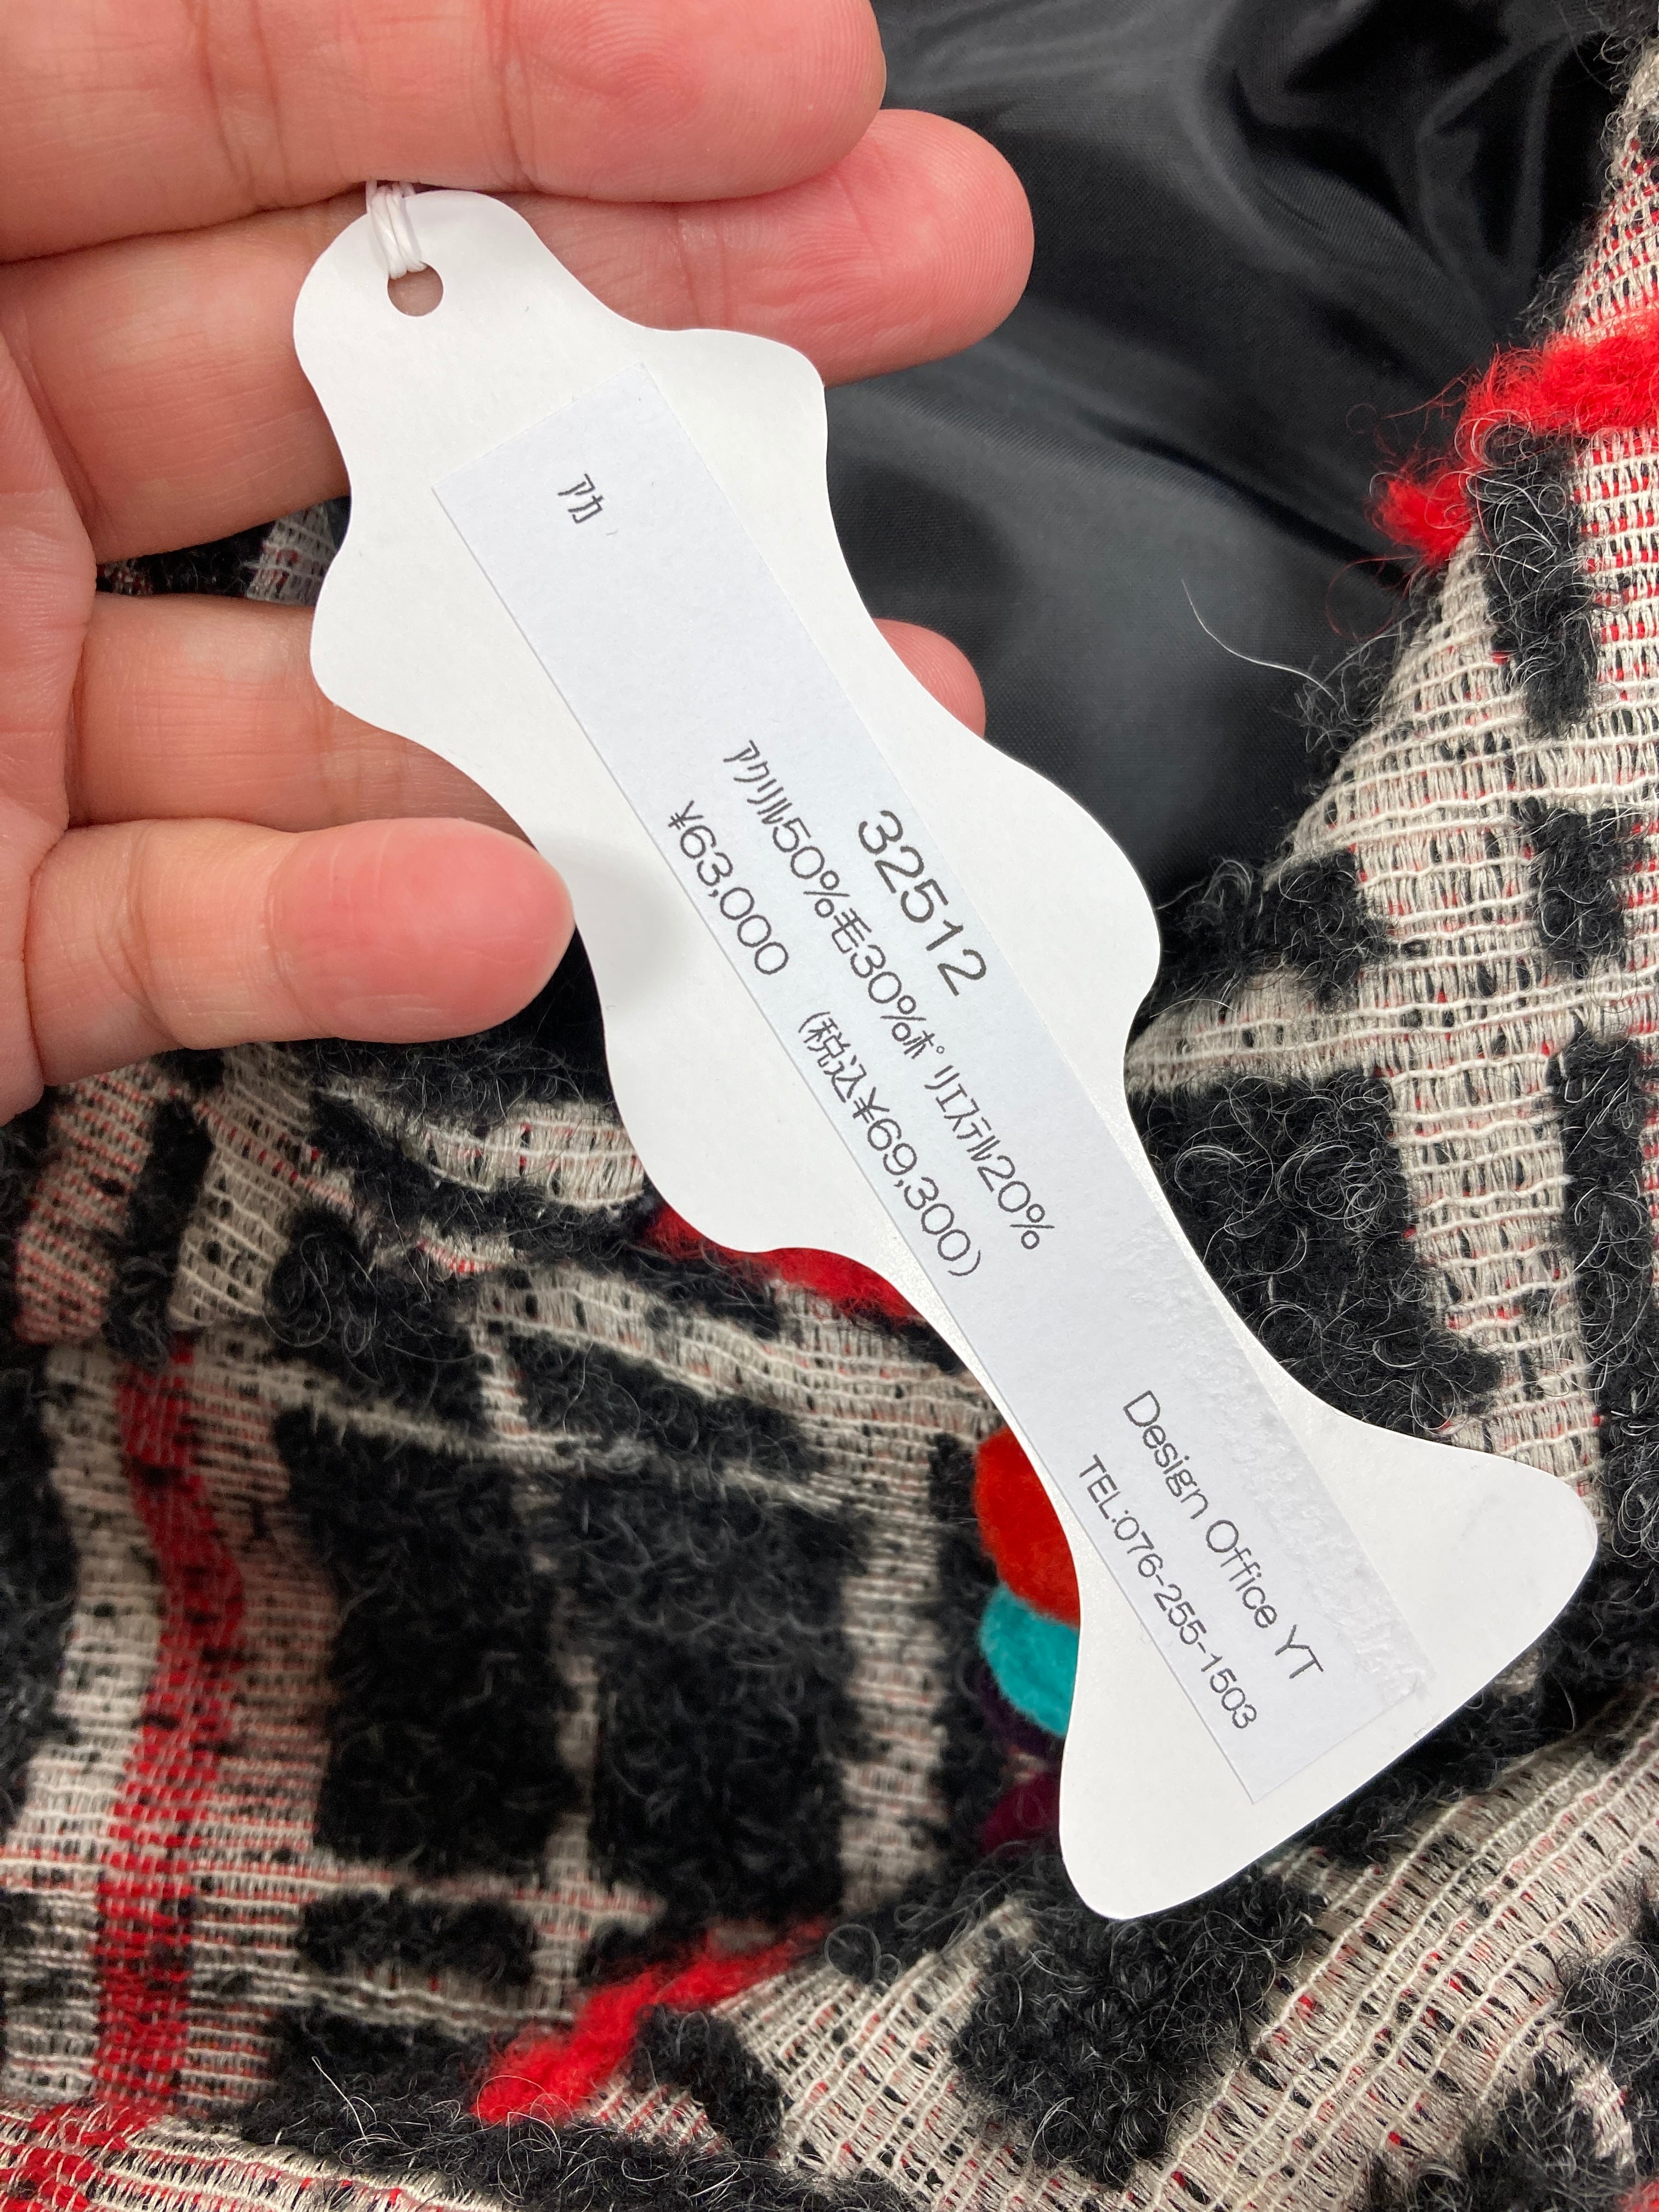 ｱｶ
32512
ｱｸﾘﾙ50%毛30%ﾎﾟﾘｴｽﾃﾙ20%
¥63,000 (税込¥69,300)
Design Office YT
TEL:076-255-1503